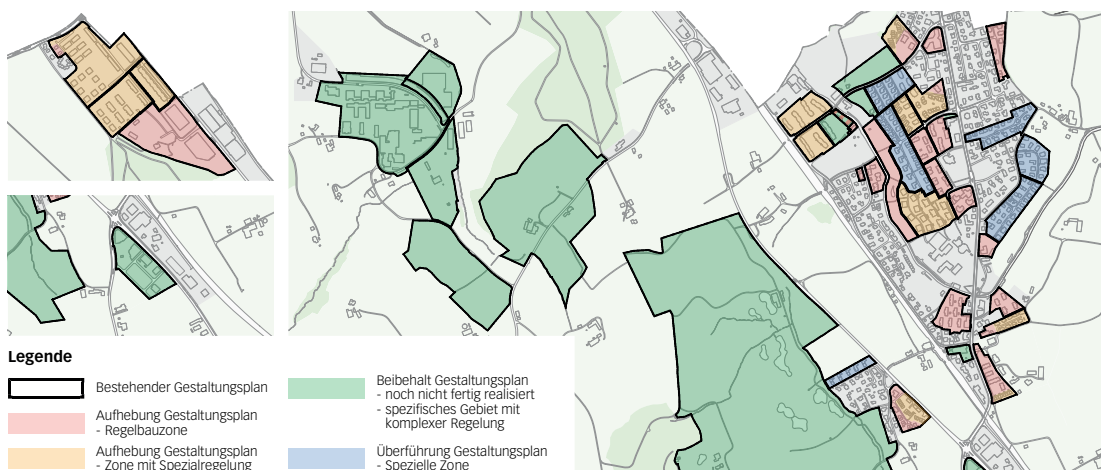 Legende
Bestehender Gestaltungsplan
Aufhebung Gestaltungsplan
- Regelbauzone
Aufhebung Gestaltungsplan
- Zone mit Spezialregelung
Beibehalt Gestaltungsplan
- noch nicht fertig realisiert
- spezifisches Gebiet mit
komplexer Regelung
Überführung Gestaltungsplan
- Spezielle Zone